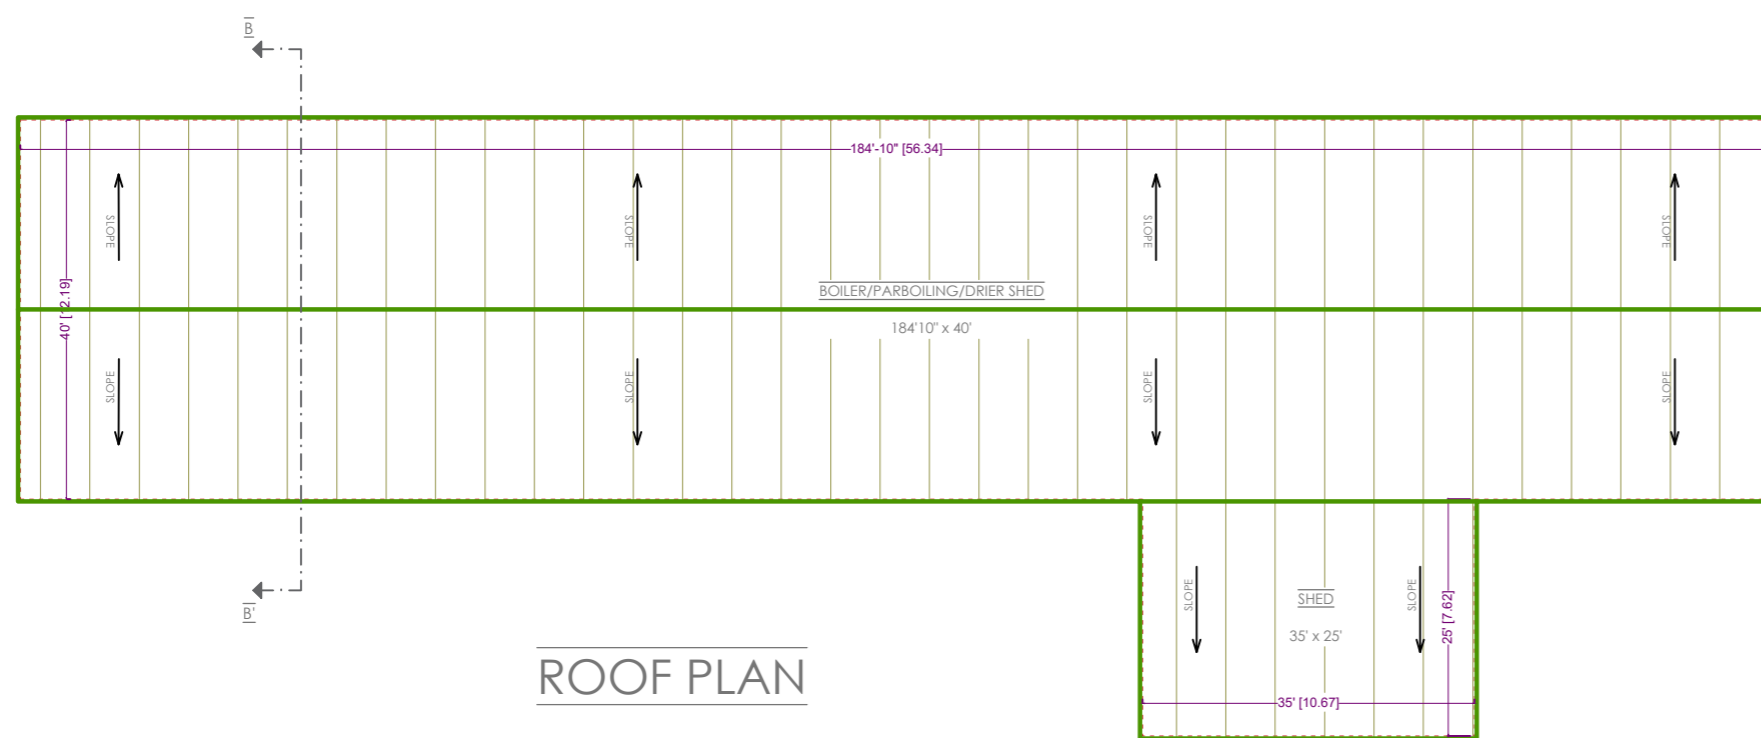 B
184'-10" [56.34]
SLOPE
SLOPE
SLOPE
SLOPE
40' [12.19]
BOILER/PARBOILING/DRIER SHED
184'10" x 40'
SLOPE
SLOPE
SLOPE
SLOPE
B'
SLOPE
SHED
35' x 25'
SLOPE
25' [7.62]
ROOF PLAN
35' [10.67]